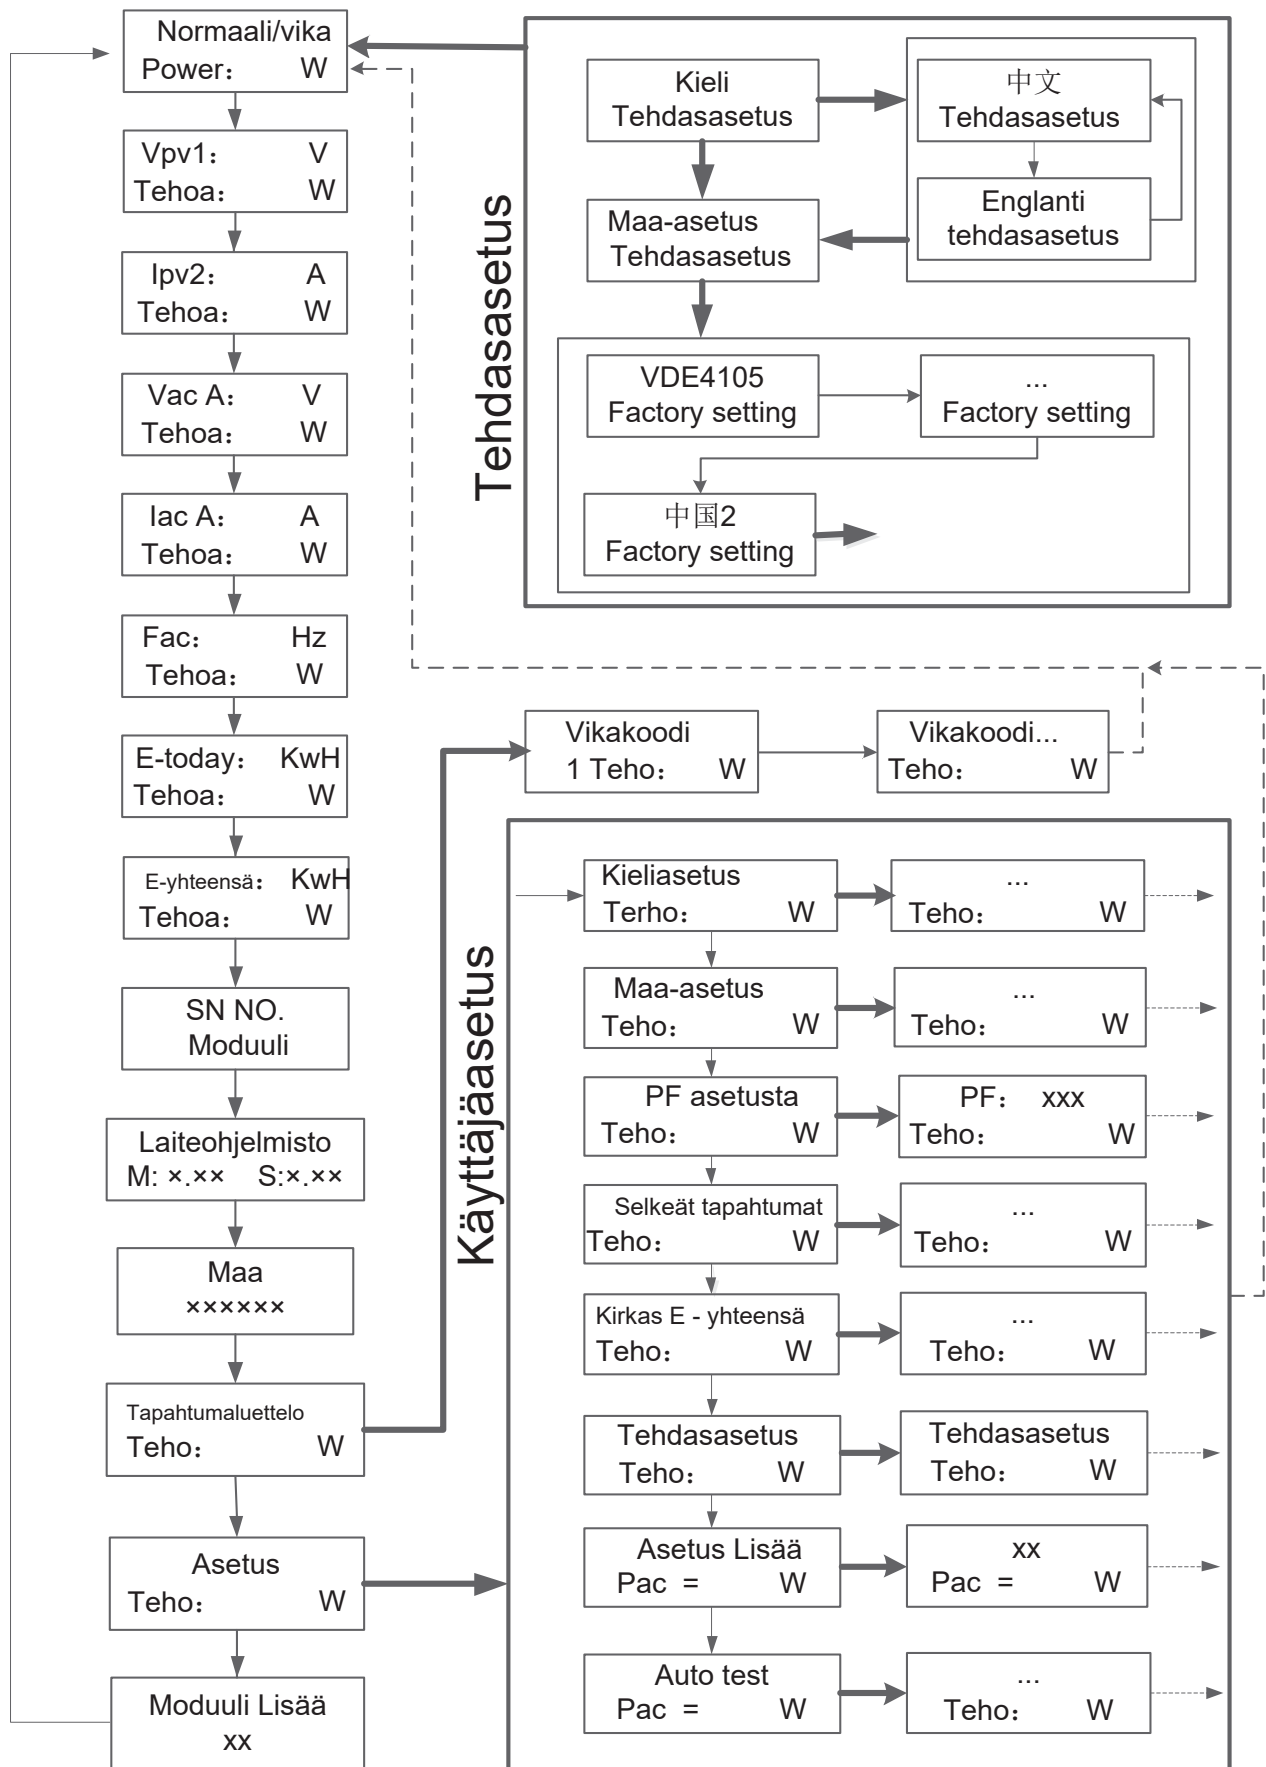 Normaali/vika
Power： W
Vpv1： V
Tehoa： W
Ipv2： A
Tehoa： W
Vac A： V
Tehoa： W
Iac A： A
Tehoa： W
Fac： Hz
Tehoa： W
E-today： KwH
Tehoa： W
E-yhteensä： KwH
Tehoa： W
SN NO.
Moduuli
Laiteohjelmisto
M: ×.×× S:×.××
Maa
××××××
Tapahtumaluettelo
Teho： W
Asetus
Teho： W
Moduuli Lisää
xx
Tehdasasetus
Kieli
Tehdasasetus
中文
Tehdasasetus
Englanti
tehdasasetus
Maa-asetus
Tehdasasetus
VDE4105
Factory setting
...
Factory setting
中国2
Factory setting
Vikakoodi
1 Teho： W
Vikakoodi...
Teho： W
Käyttäjäasetus
Kieliasetus
Terho： W
...
Teho： W
Maa-asetus
Teho： W
...
Teho： W
PF asetusta
Teho： W
PF： xxx
Teho： W
Selkeät tapahtumat
Teho： W
...
Teho： W
Kirkas E - yhteensä
Teho： W
...
Teho： W
Tehdasasetus
Teho： W
Tehdasasetus
Teho： W
Asetus Lisää
Pac = W
xx
Pac = W
Auto test
Pac = W
...
Teho： W